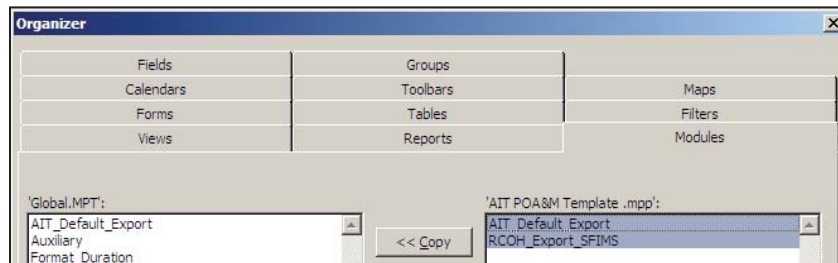 Organizer
Fields Groups
Calendars Toolbars Maps
Forms Tables Filters
Views Reports Modules
'Global.MPT': 'AIT POA&M Template .mpp':
AIT_Default_Export << Copy AIT_Default_Export
Auxiliary RCOH_Export_SFIMS
Format_Duration